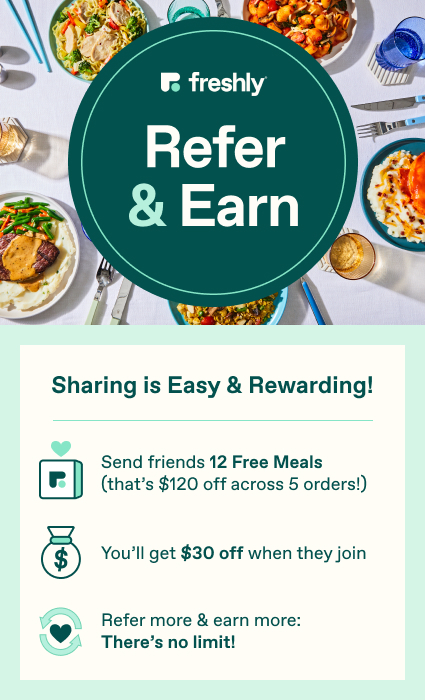 freshly
Refer
& Earn
Sharing is Easy & Rewarding!
Send friends 12 Free Meals
(that's $120 off across 5 orders!)
$
You'll get $30 off when they join
Refer more & earn more:
There's no limit!